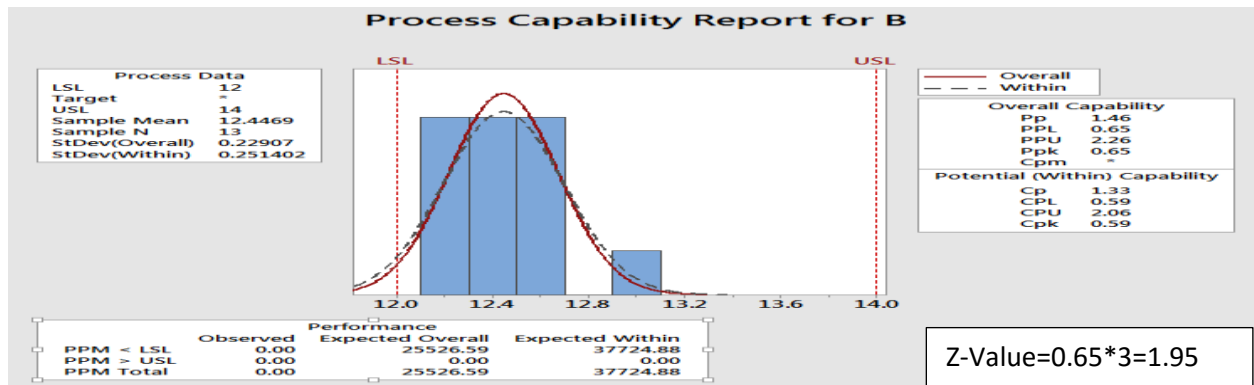 Process Capability Report for B
LSL USL
Process Data
LSL 12
Target *
USL 14
Sample Mean 12.4469
Sample N 13
StDev(Overall) 0.22907
StDev(Within) 0.251402
Overall
Within
Overall Capability
Pp 1.46
PPL 0.65
PPU 2.26
Ppk 0.65
Cpm *
Potential (Within) Capability
Cp 1.33
CPL 0.59
CPU 2.06
Cpk 0.59
12.0 12.4 12.8 13.2 13.6 14.0
Performance
Observed Expected Overall Expected Within
PPM < LSL 0.00 25526.59 37724.88
PPM > USL 0.00 0.00 0.00
PPM Total 0.00 25526.59 37724.88
Z-Value=0.65*3=1.95